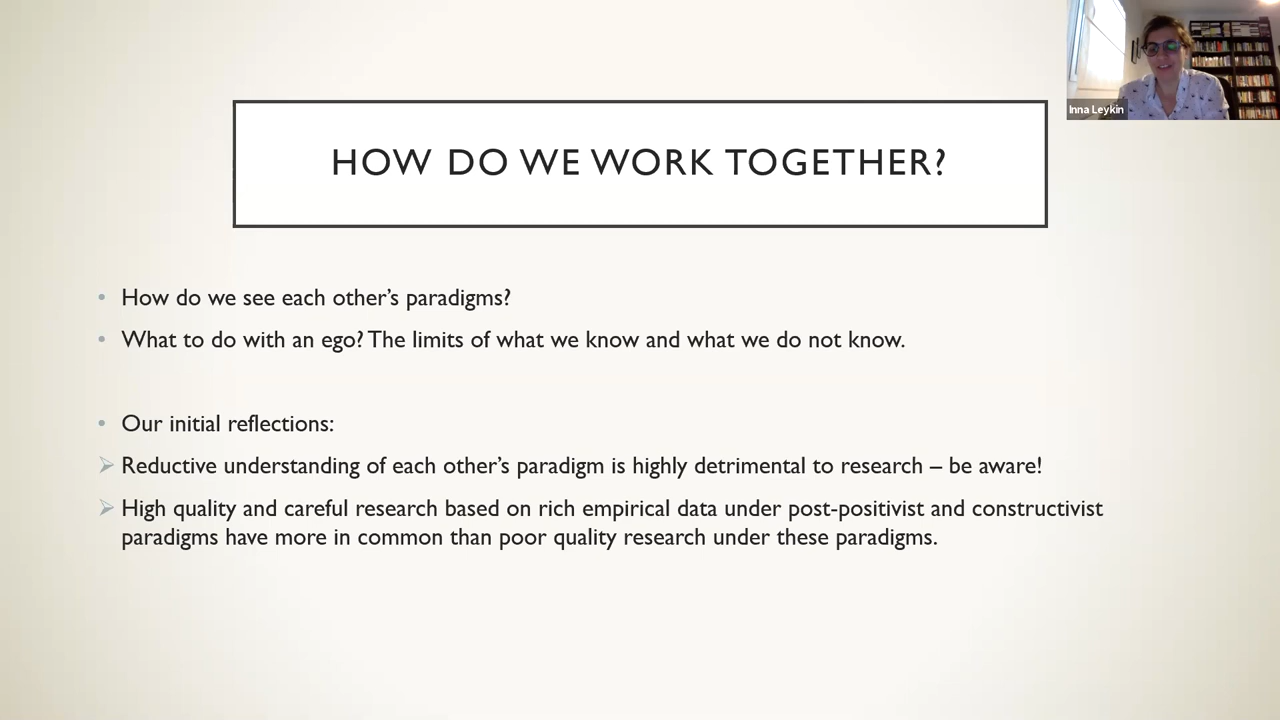 Inna Leykin
HOW DO WE WORK TOGETHER?
• How do we see each other’s paradigms?
• What to do with an ego? The limits of what we know and what we do not know.
• Our initial reflections:
➢ Reductive understanding of each other’s paradigm is highly detrimental to research – be aware!
➢ High quality and careful research based on rich empirical data under post-positivist and constructivist
paradigms have more in common than poor quality research under these paradigms.